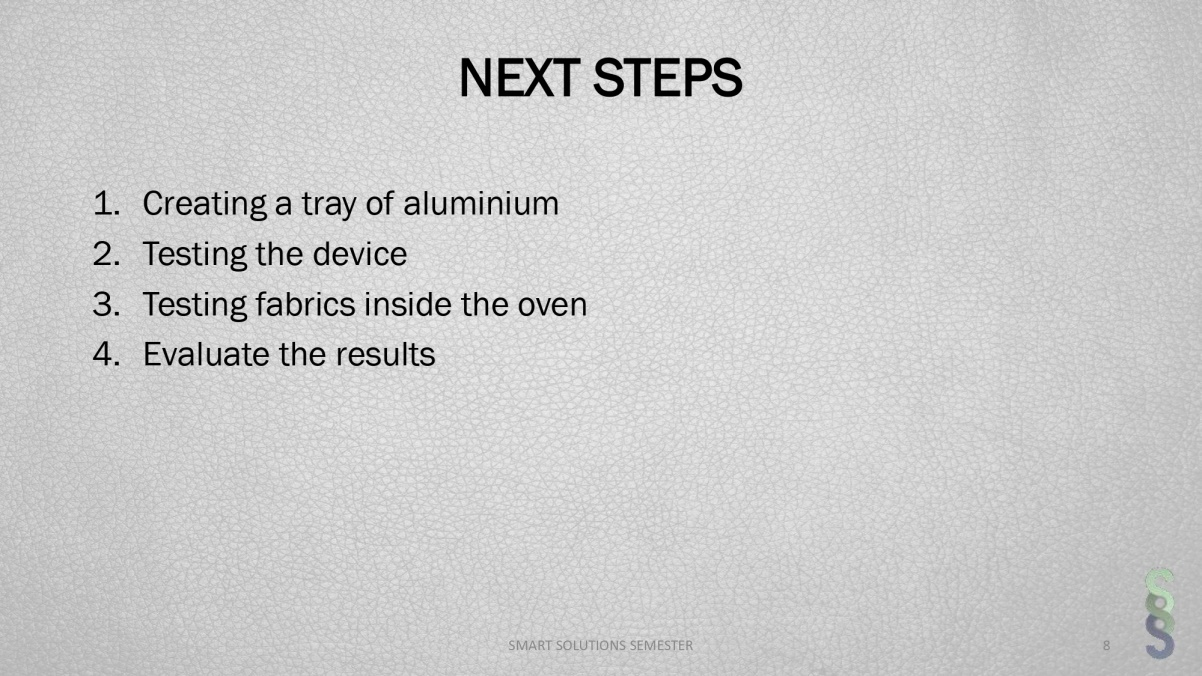 NEXT STEPS
1. Creating a tray of aluminium
2. Testing the device
3. Testing fabrics inside the oven
4. Evaluate the results
SMART SOLUTIONS SEMESTER
8
SSS